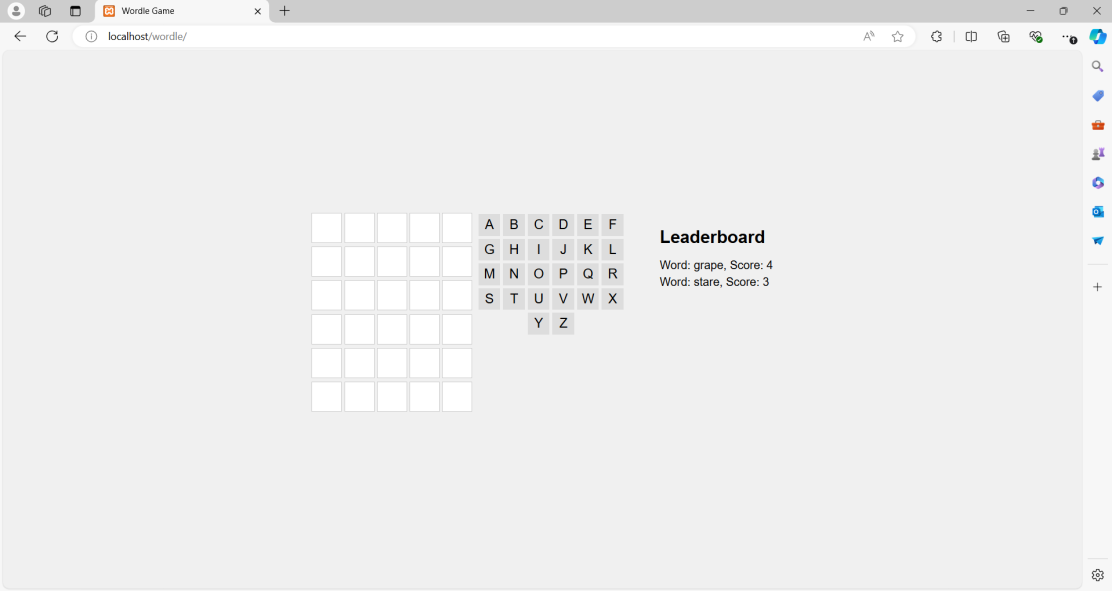 Wordle Game
localhost/wordle/
A B C D E F
G H I J K L
M N O P Q R
S T U V W X
Y Z
Leaderboard
Word: grape, Score: 4
Word: stare, Score: 3